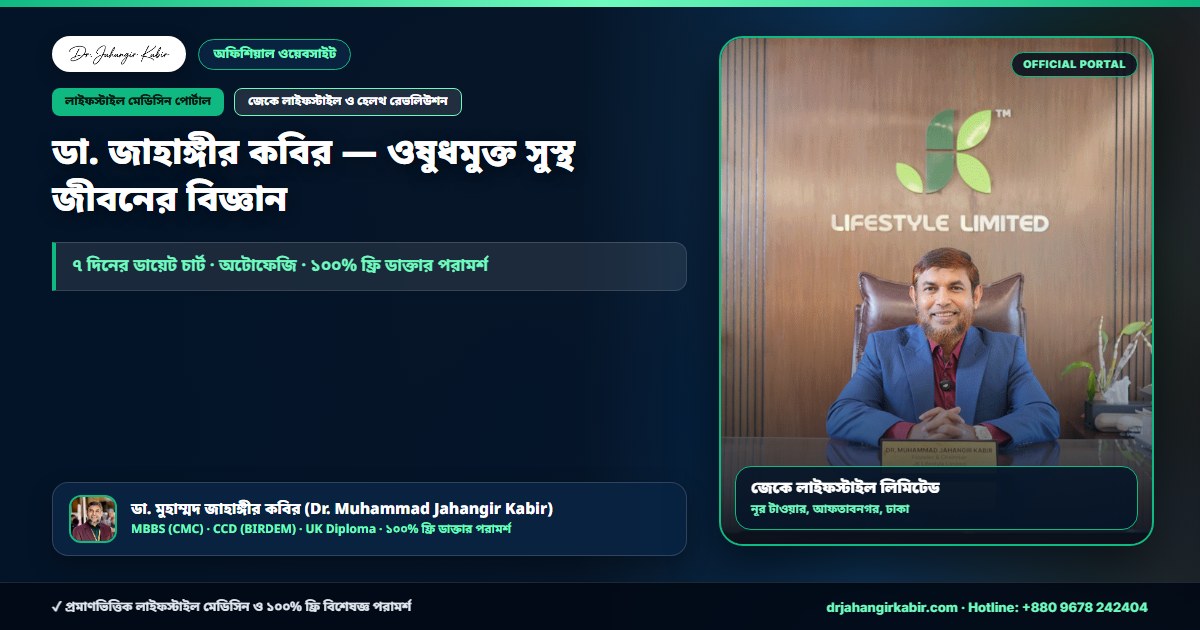 Dr. Jahangir Kabir
অফিশিয়াল ওয়েবসাইট
লাইফস্টাইল মেডিসিন পোর্টাল
জেকে লাইফস্টাইল ও হেলথ রেভলিউশন
ডা. জাহাঙ্গীর কবির — ওষুধমুক্ত সুস্থ
জীবনের বিজ্ঞান
৭ দিনের ডায়েট চার্ট · অটোফেজি · ১০০% ফ্রি ডাক্তার পরামর্শ
ডা. মুহাম্মদ জাহাঙ্গীর কবির (Dr. Muhammad Jahangir Kabir)
MBBS (CMC) · CCD (BIRDEM) · UK Diploma · ১০০% ফ্রি ডাক্তার পরামর্শ
OFFICIAL PORTAL
TM
LIFESTYLE LIMITED
DR. MUHAMMAD JAHANGIR KABIR
জেকে লাইফস্টাইল লিমিটেড
নূর টাওয়ার, আফতাবনগর, ঢাকা
✓ প্রমাণভিত্তিক লাইফস্টাইল মেডিসিন ও ১০০% ফ্রি বিশেষজ্ঞ পরামর্শ
drjahangirkabir.com · Hotline: +880 9678 242404